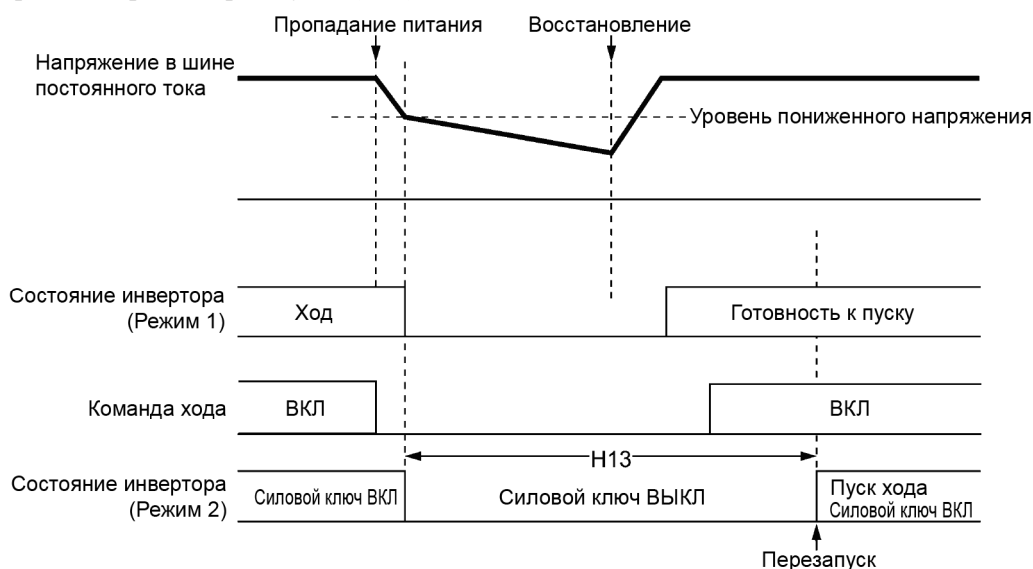 Пропадание питания
Восстановление
Напряжение в шине
постоянного тока
Уровень пониженного напряжения
Состояние инвертора
(Режим 1)
Ход
Готовность к пуску
Команда хода
ВКЛ
ВКЛ
H13
Состояние инвертора
(Режим 2)
Силовой ключ ВКЛ
Силовой ключ ВЫКЛ
Пуск хода
Силовой ключ ВКЛ
Перезапуск